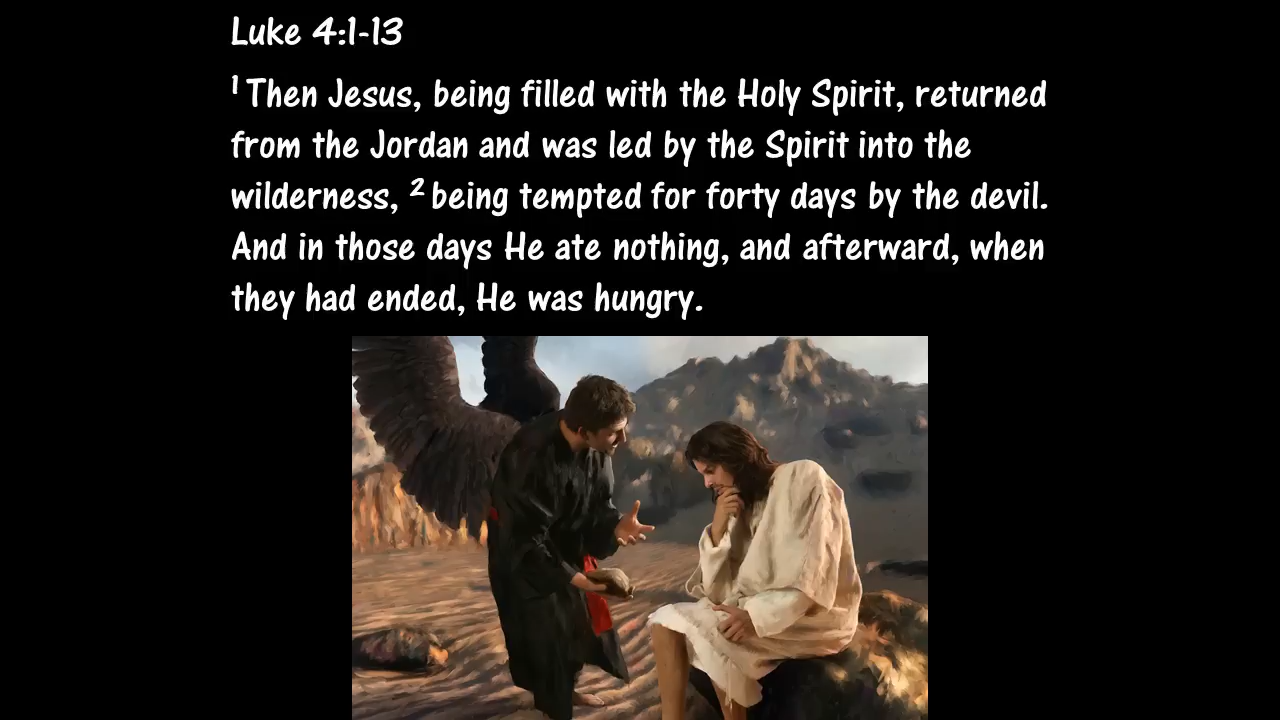 Luke 4:1-13
¹ Then Jesus, being filled with the Holy Spirit, returned
from the Jordan and was led by the Spirit into the
wilderness, ² being tempted for forty days by the devil.
And in those days He ate nothing, and afterward, when
they had ended, He was hungry.